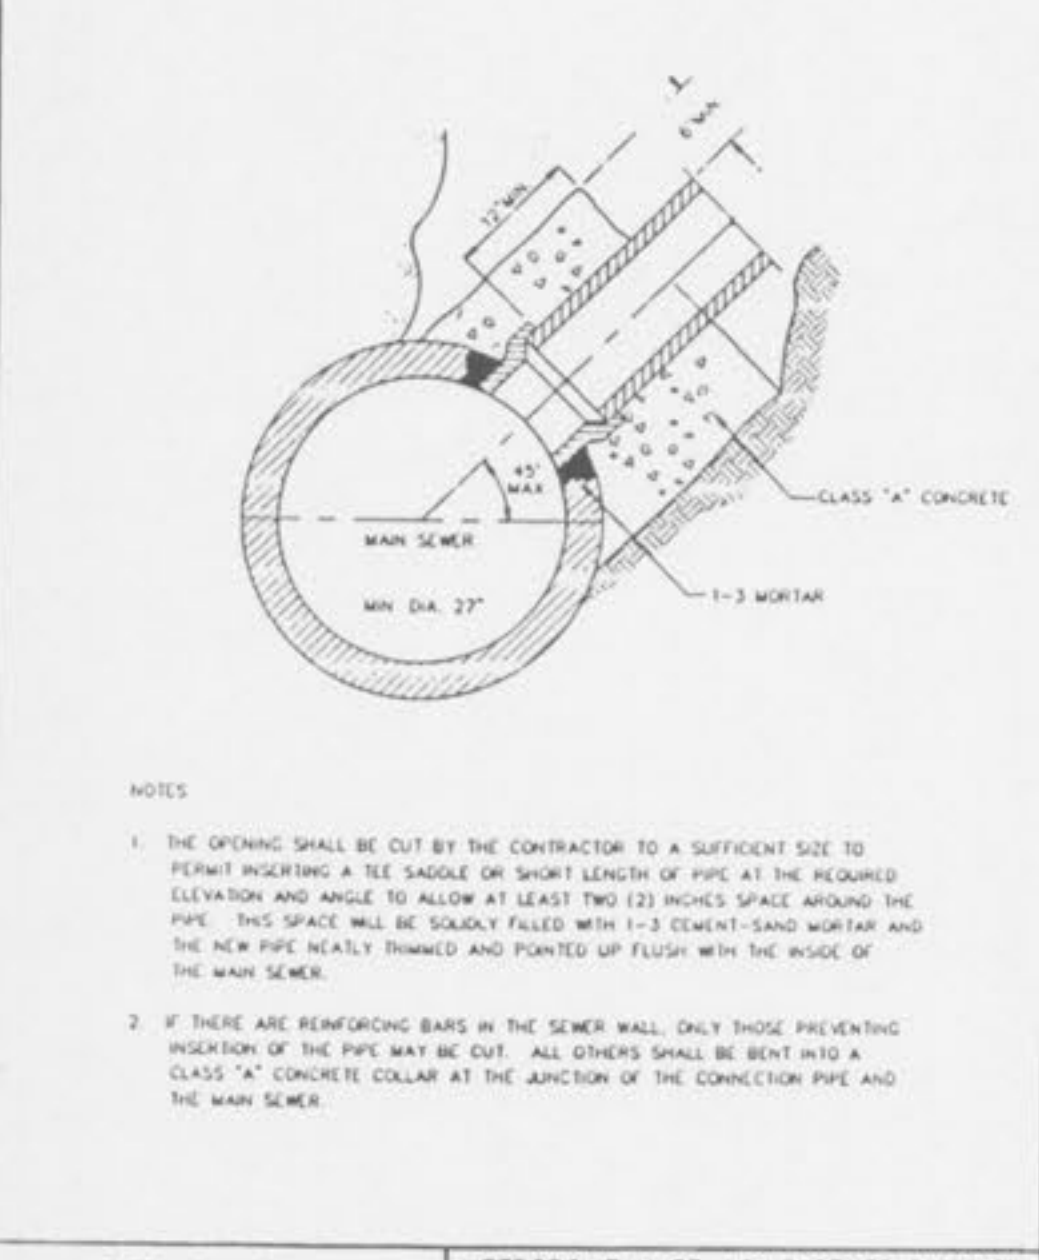 6" MIN
12" MIN
45°
MAX
CLASS "A" CONCRETE
MAIN SEWER
1-3 MORTAR
MIN DIA. 27"
NOTES
1. THE OPENING SHALL BE CUT BY THE CONTRACTOR TO A SUFFICIENT SIZE TO
PERMIT INSERTING A TEE SADDLE OR SHORT LENGTH OF PIPE AT THE REQUIRED
ELEVATION AND ANGLE TO ALLOW AT LEAST TWO (2) INCHES SPACE AROUND THE
PIPE. THIS SPACE WILL BE SOLIDLY FILLED WITH 1-3 CEMENT-SAND MORTAR AND
THE NEW PIPE NEATLY TRIMMED AND POINTED UP FLUSH WITH THE INSIDE OF
THE MAIN SEWER.
2. IF THERE ARE REINFORCING BARS IN THE SEWER WALL, ONLY THOSE PREVENTING
INSERTION OF THE PIPE MAY BE CUT. ALL OTHERS SHALL BE BENT INTO A
CLASS "A" CONCRETE COLLAR AT THE JUNCTION OF THE CONNECTION PIPE AND
THE MAIN SEWER.